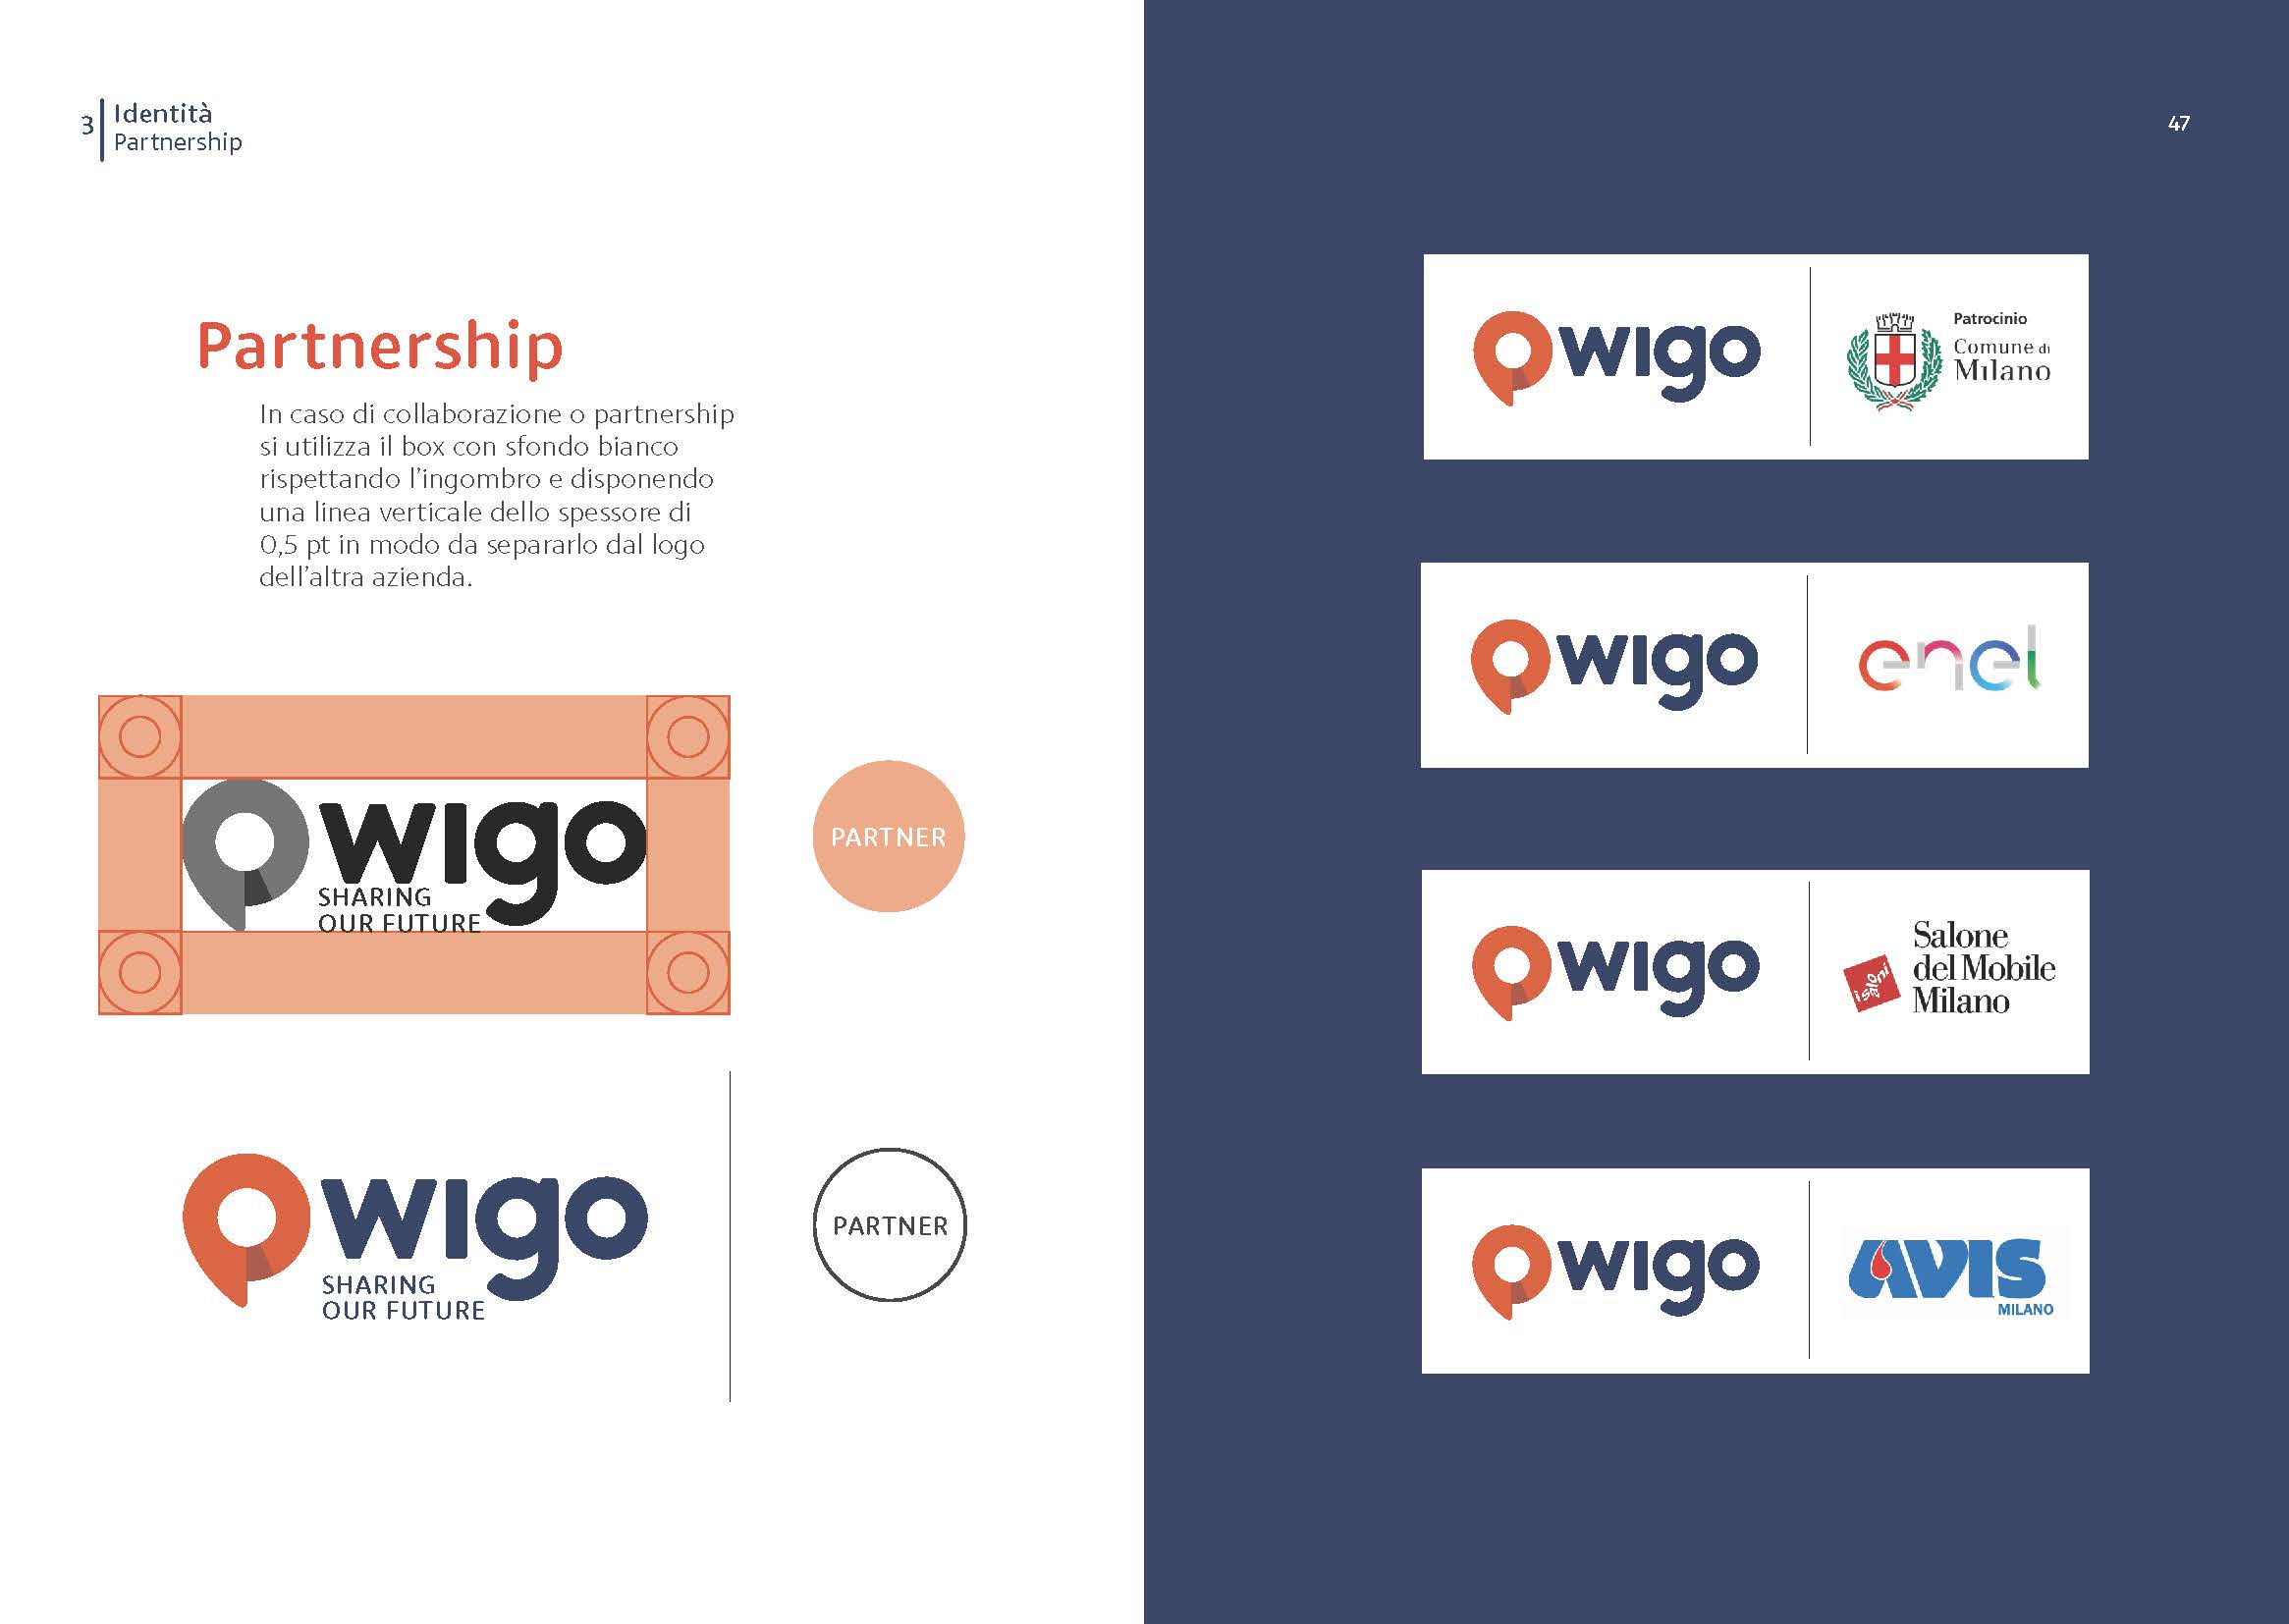 3
Identità
Partnership
Partnership
In caso di collaborazione o partnership
si utilizza il box con sfondo bianco
rispettando l’ingombro e disponendo
una linea verticale dello spessore di
0,5 pt in modo da separarlo dal logo
dell’altra azienda.
wigo
SHARING
OUR FUTURE
PARTNER
wigo
SHARING
OUR FUTURE
PARTNER
47
wigo
Patrocinio
Comune di
Milano
wigo
enel
wigo
i saloni
Salone
del Mobile
Milano
wigo
AVIS
MILANO